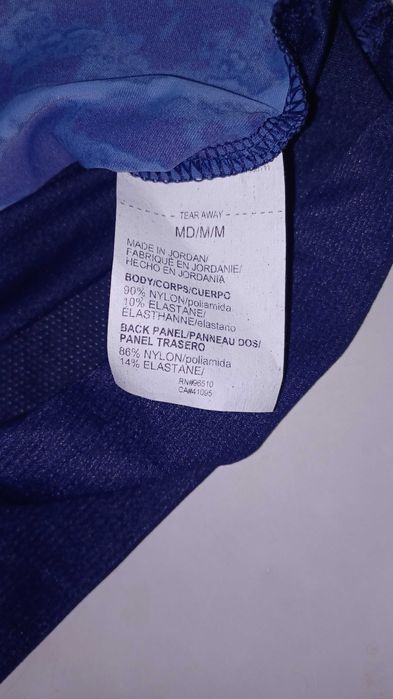 - TEAR AWAY -
MD/M/M
MADE IN JORDAN/
FABRIQUÉ EN JORDANIE/
HECHO EN JORDANIA
BODY/CORPS/CUERPO
90% NYLON/poliamida
10% ELASTANE/
ELASTHANNE/elastano
BACK PANEL/PANNEAU DOS/
PANEL TRASERO
86% NYLON/poliamida
14% ELASTANE/
RN#96510
CA#41095